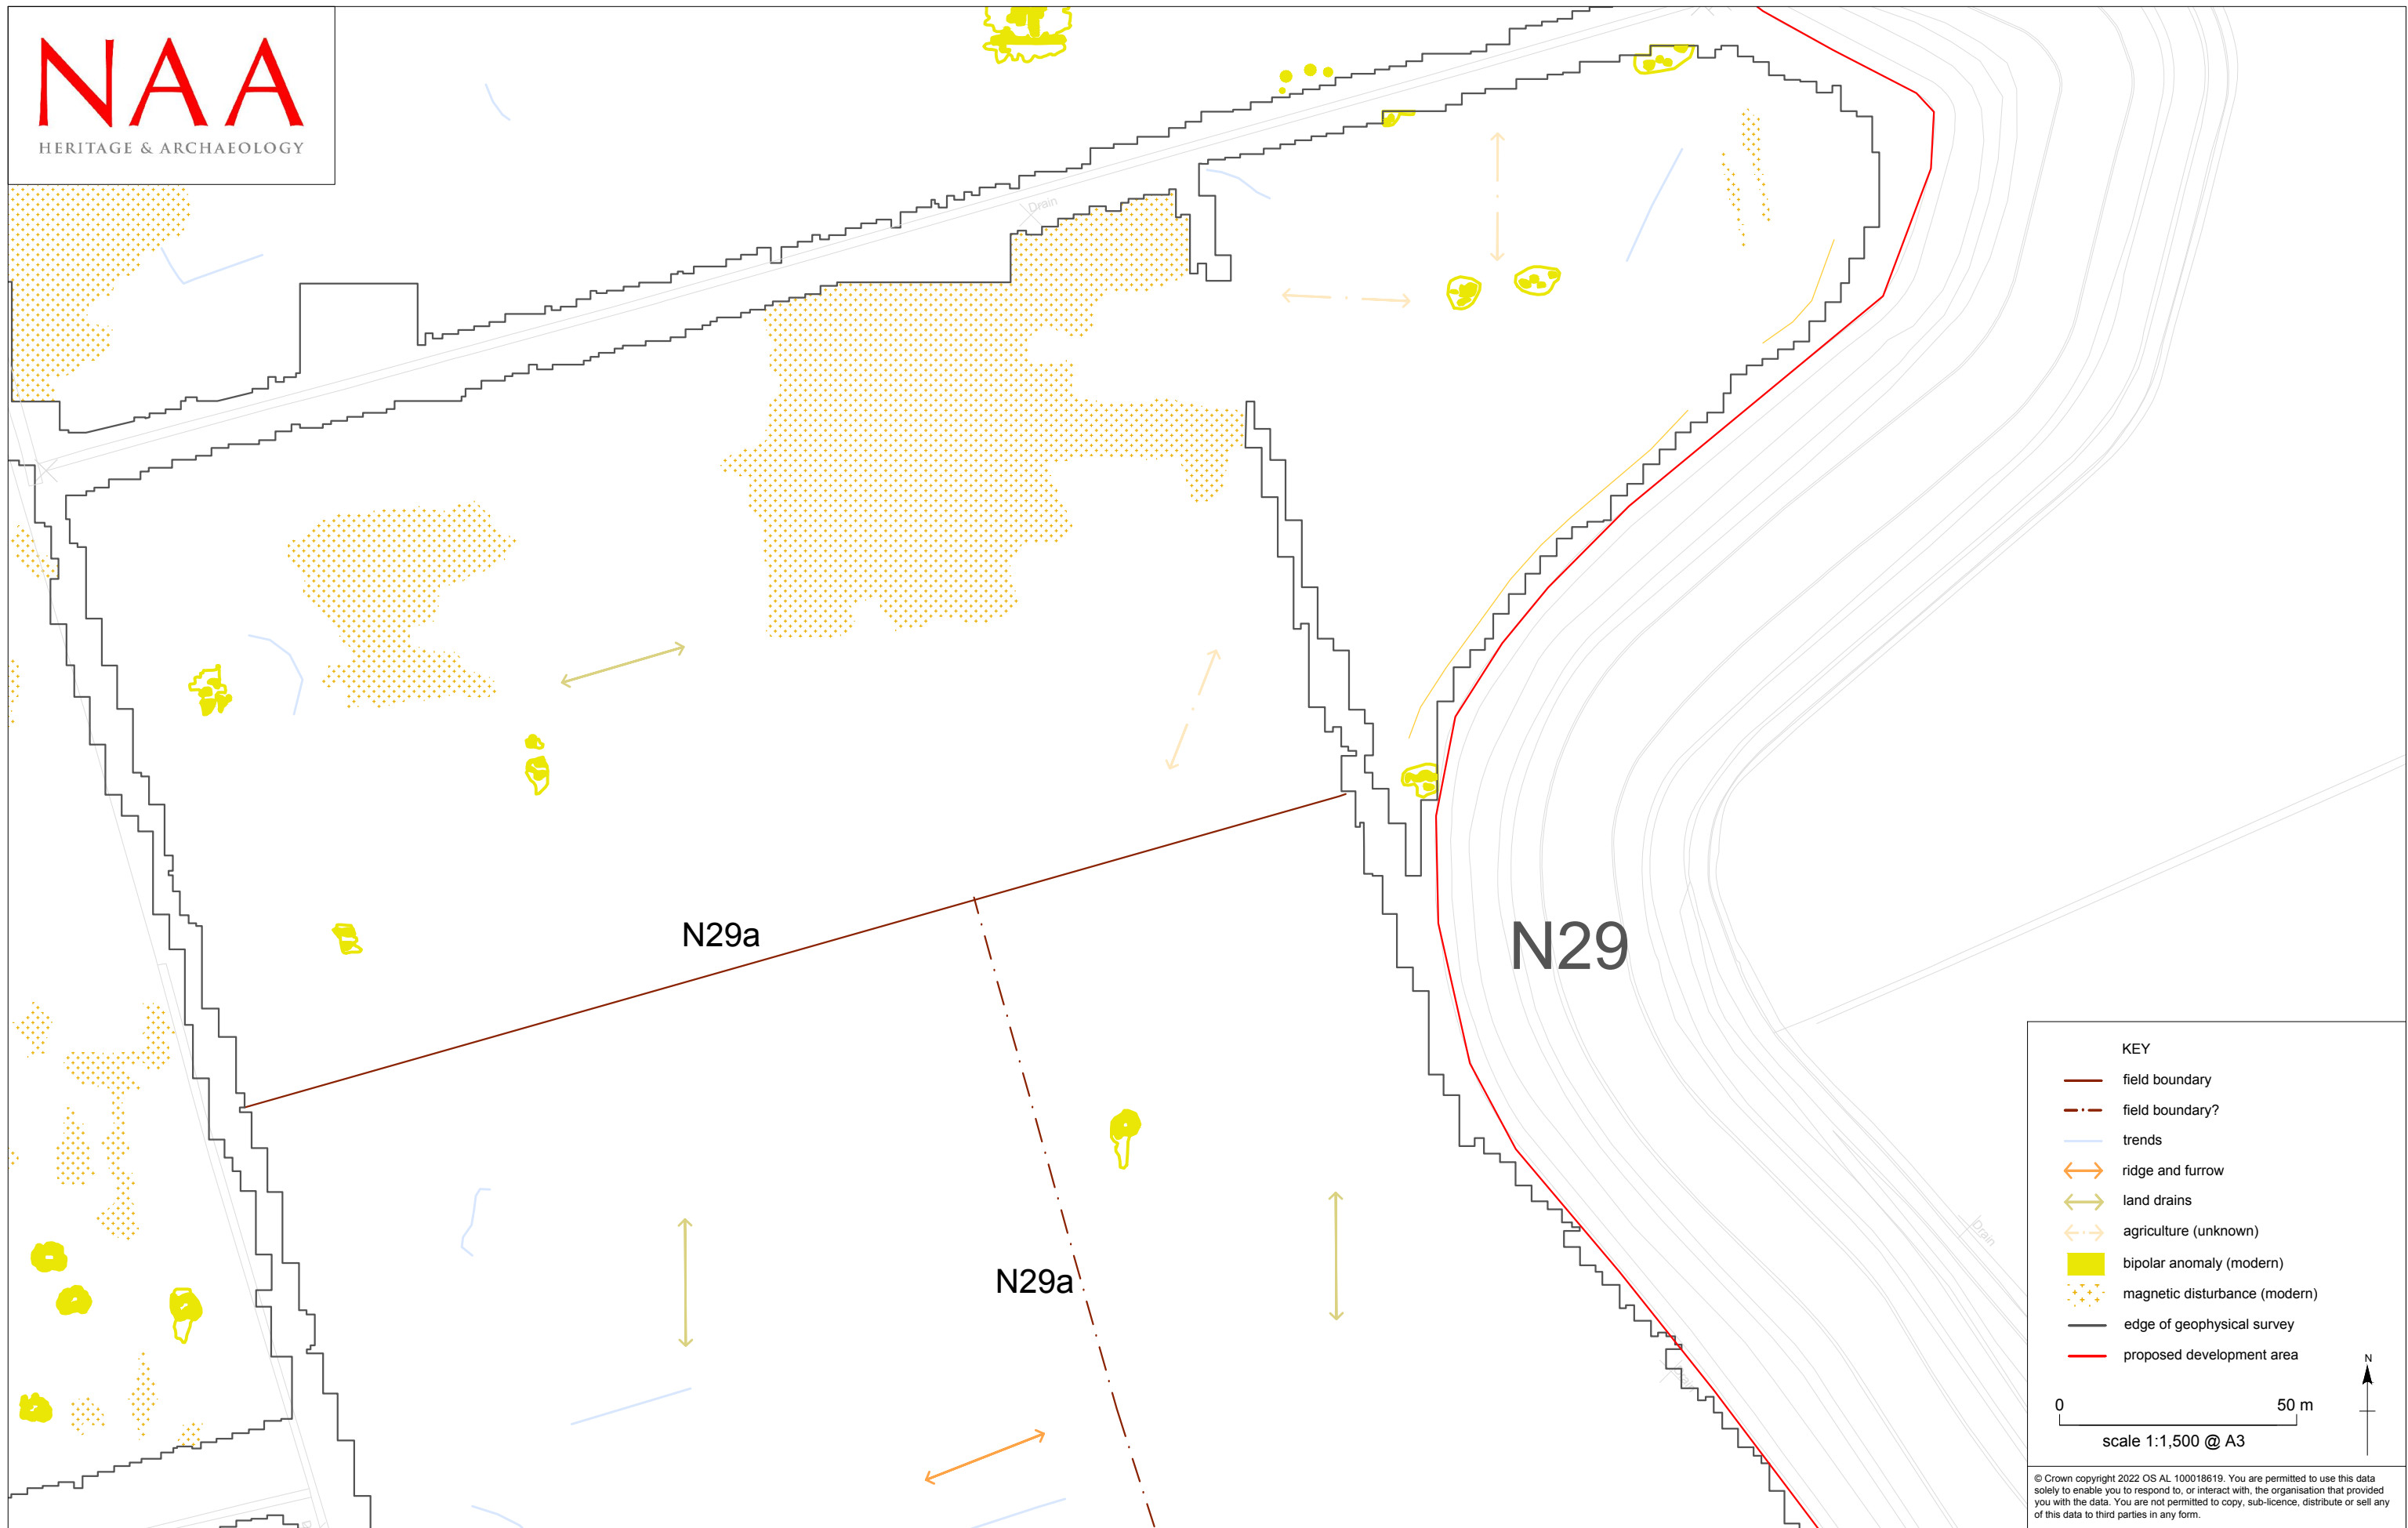 NAA
HERITAGE & ARCHAEOLOGY
Drain
N29a
N29
N29a
Drain
KEY
field boundary
field boundary?
trends
ridge and furrow
land drains
agriculture (unknown)
bipolar anomaly (modern)
magnetic disturbance (modern)
edge of geophysical survey
proposed development area
N
0 50 m
scale 1:1,500 @ A3
© Crown copyright 2022 OS AL 100018619. You are permitted to use this data
solely to enable you to respond to, or interact with, the organisation that provided
you with the data. You are not permitted to copy, sub-licence, distribute or sell any
of this data to third parties in any form.